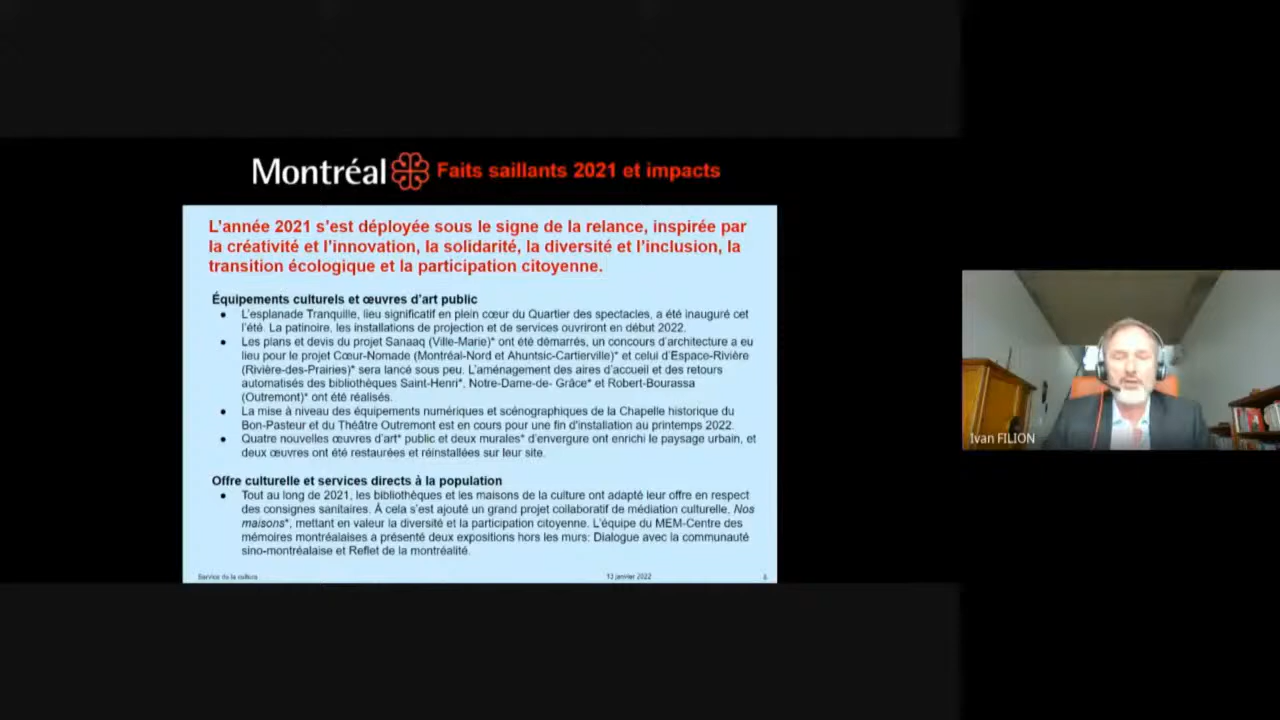 Montréal Faits saillants 2021 et impacts
L'année 2021 s'est déployée sous le signe de la relance, inspirée par
la créativité et l'innovation, la solidarité, la diversité et l'inclusion, la
transition écologique et la participation citoyenne.
Équipements culturels et œuvres d'art public
● L'esplanade Tranquille, lieu significatif en plein cœur du Quartier des spectacles, a été inauguré cet
l'été. La patinoire, les installations de projection et de services ouvriront en début 2022.
● Les plans et devis du projet Sanaaq (Ville-Marie)* ont été démarrés, un concours d'architecture a eu
lieu pour le projet Cœur-Nomade (Montréal-Nord et Ahuntsic-Cartierville)* et celui d'Espace-Rivière
(Rivière-des-Prairies)* sera lancé sous peu. L'aménagement des aires d'accueil et des retours
automatisés des bibliothèques Saint-Henri*, Notre-Dame-de- Grâce* et Robert-Bourassa
(Outremont)* ont été réalisés.
● La mise à niveau des équipements numériques et scénographiques de la Chapelle historique du
Bon-Pasteur et du Théâtre Outremont est en cours pour une fin d'installation au printemps 2022.
● Quatre nouvelles œuvres d'art* public et deux murales* d'envergure ont enrichi le paysage urbain, et
deux œuvres ont été restaurées et réinstallées sur leur site.
Offre culturelle et services directs à la population
● Tout au long de 2021, les bibliothèques et les maisons de la culture ont adapté leur offre en respect
des consignes sanitaires. À cela s'est ajouté un grand projet collaboratif de médiation culturelle, Nos
maisons*, mettant en valeur la diversité et la participation citoyenne. L'équipe du MEM-Centre des
mémoires montréalaises a présenté deux expositions hors les murs: Dialogue avec la communauté
sino-montréalaise et Reflet de la montréalité.
Service de la culture 13 janvier 2022
Ivan FILION